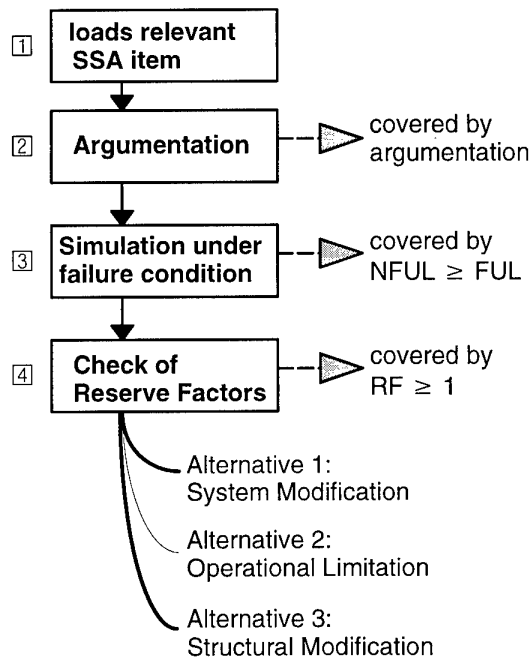 1
loads relevant
SSA item
2
Argumentation
covered by
argumentation
3
Simulation under
failure condition
covered by
NFUL ≥ FUL
4
Check of
Reserve Factors
covered by
RF ≥ 1
Alternative 1:
System Modification
Alternative 2:
Operational Limitation
Alternative 3:
Structural Modification